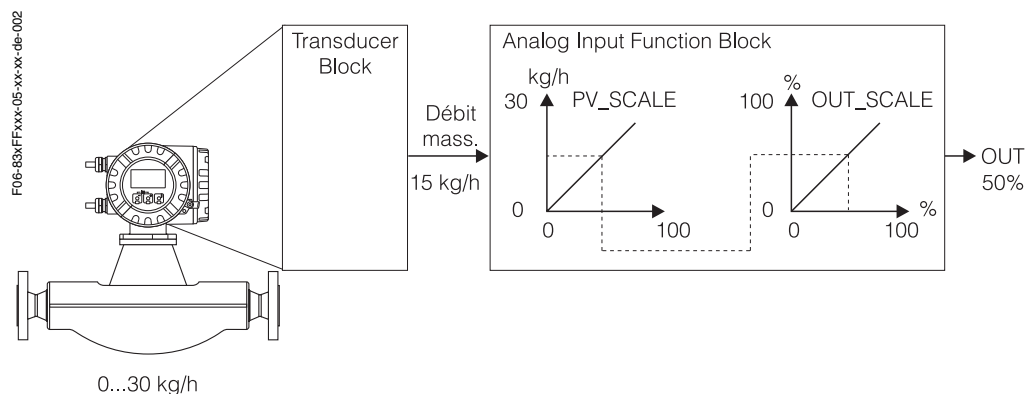 F06-83xFFxxx-05-xx-xx-de-002
Transducer
Block
Débit
mass.
15 kg/h
Analog Input Function Block
kg/h
30
PV_SCALE
0
0
100
%
100
OUT_SCALE
0
%
0
100
OUT
50%
0...30 kg/h